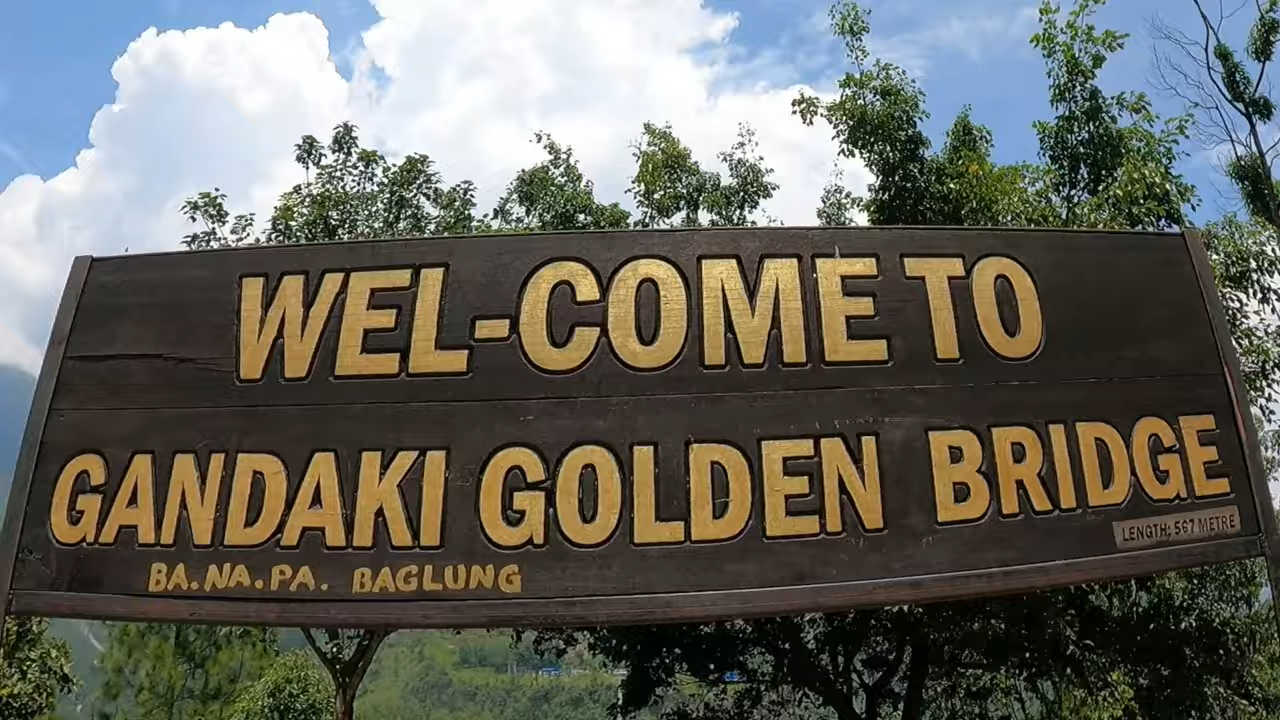 WEL-COME TO
GANDAKI GOLDEN BRIDGE
LENGTH: 567 METRE
BA.NA.PA. BAGLUNG